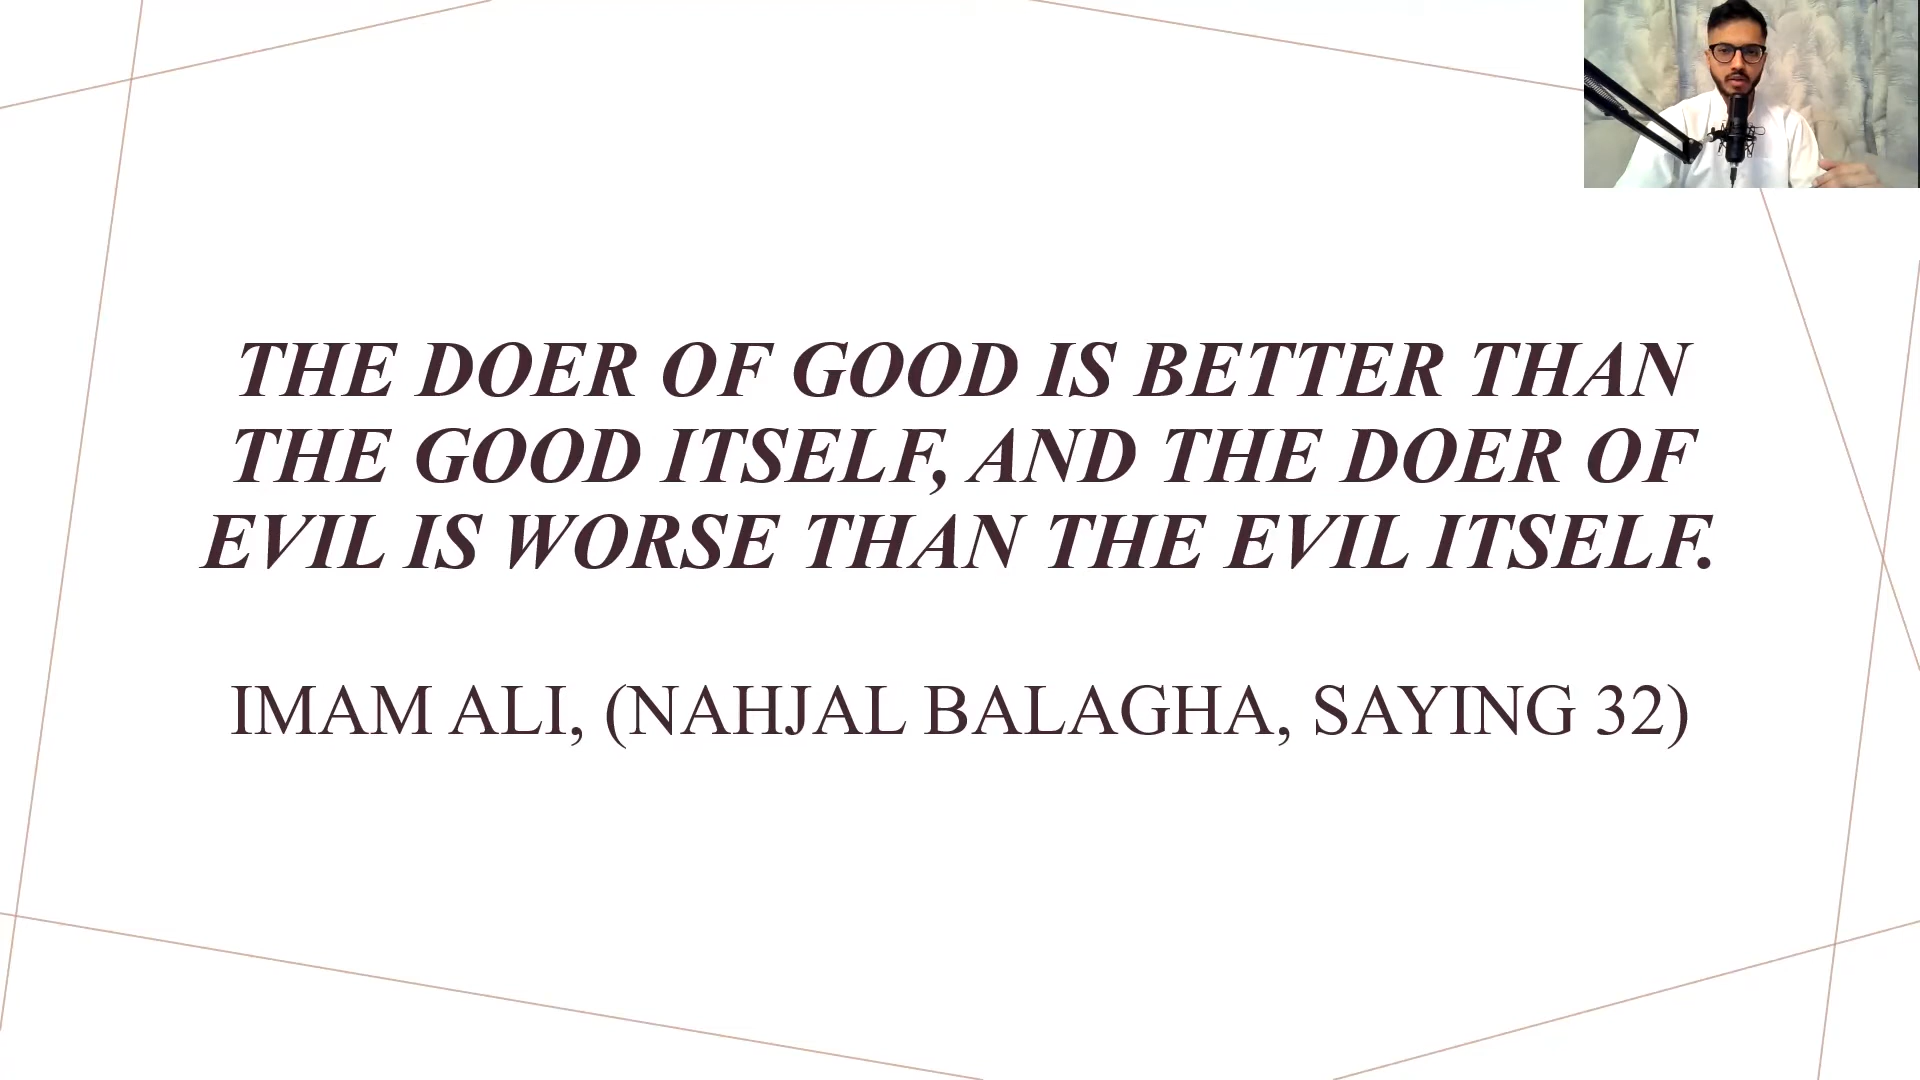 THE DOER OF GOOD IS BETTER THAN
THE GOOD ITSELF, AND THE DOER OF
EVIL IS WORSE THAN THE EVIL ITSELF.
IMAM ALI, (NAHJAL BALAGHA, SAYING 32)